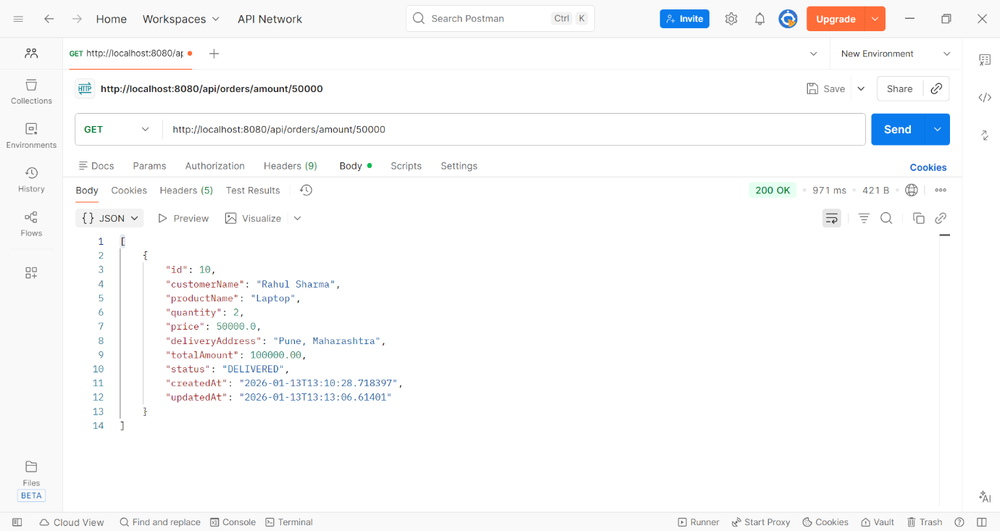 Home Workspaces API Network Search Postman Ctrl K Invite Upgrade
GET http://localhost:8080/ap New Environment
HTTP http://localhost:8080/api/orders/amount/50000 Save Share
Collections
GET http://localhost:8080/api/orders/amount/50000 Send
Environments
Docs Params Authorization Headers (9) Body Scripts Settings Cookies
History
Body Cookies Headers (5) Test Results 200 OK 971 ms 421 B
{} JSON Preview Visualize
Flows
1 [
2 {
3 "id": 10,
4 "customerName": "Rahul Sharma",
5 "productName": "Laptop",
6 "quantity": 2,
7 "price": 50000.0,
8 "deliveryAddress": "Pune, Maharashtra",
9 "totalAmount": 100000.00,
10 "status": "DELIVERED",
11 "createdAt": "2026-01-13T13:10:28.718397",
12 "updatedAt": "2026-01-13T13:13:06.61401"
13 }
14 ]
Files
BETA
AI
Cloud View Find and replace Console Terminal Runner Start Proxy Cookies Vault Trash